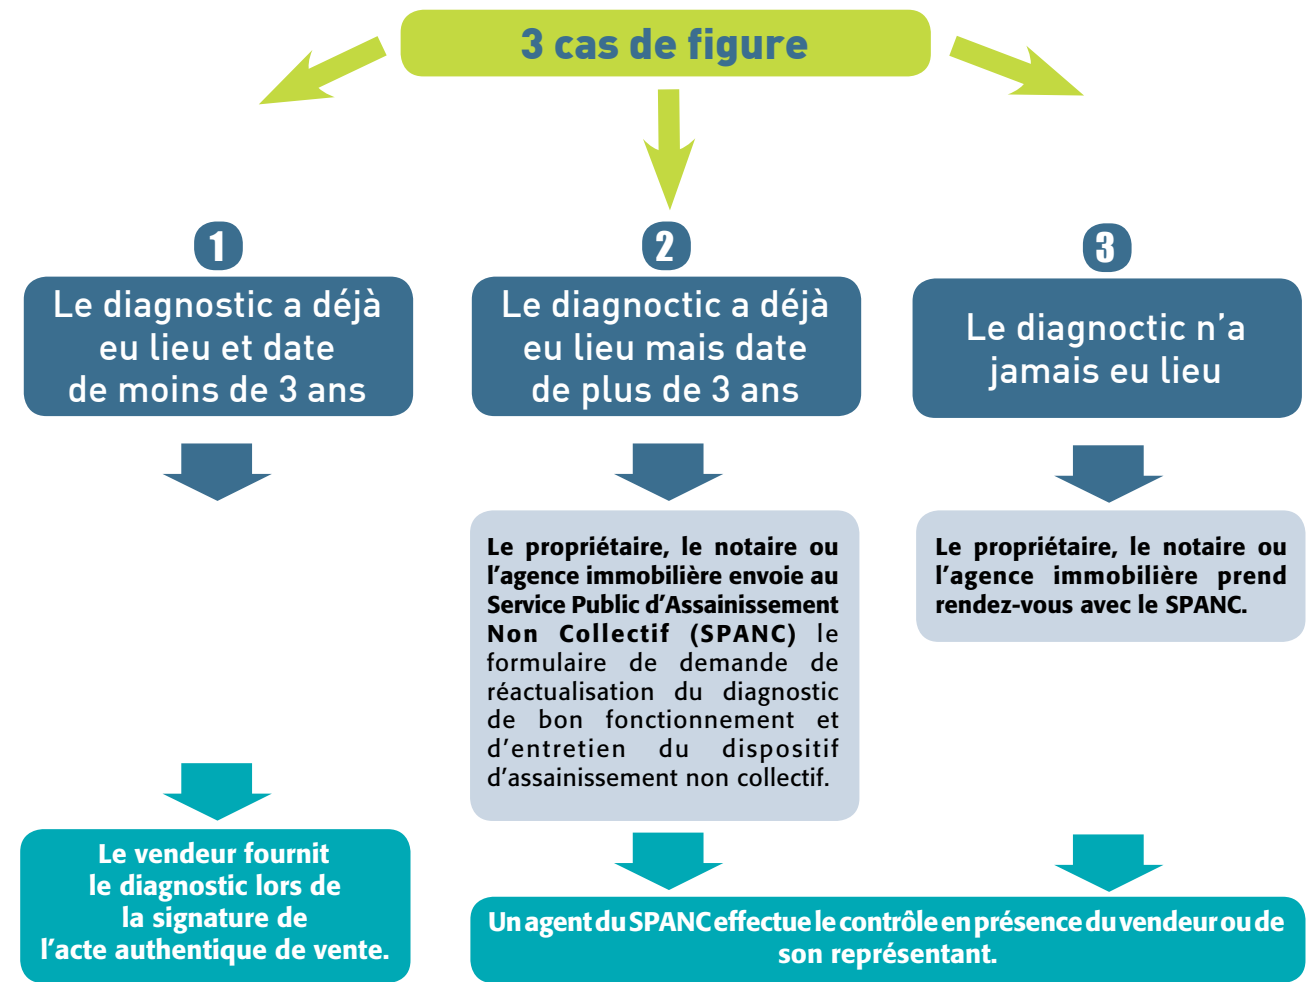 3 cas de figure
1
Le diagnostic a déjà
eu lieu et date
de moins de 3 ans
2
Le diagnoctic a déjà
eu lieu mais date
de plus de 3 ans
3
Le diagnoctic n’a
jamais eu lieu
Le propriétaire, le notaire ou
l’agence immobilière envoie au
Service Public d’Assainissement
Non Collectif (SPANC) le
formulaire de demande de
réactualisation du diagnostic
de bon fonctionnement et
d’entretien du dispositif
d’assainissement non collectif.
Le propriétaire, le notaire ou
l’agence immobilière prend
rendez-vous avec le SPANC.
Le vendeur fournit
le diagnostic lors de
la signature de
l’acte authentique de vente.
Un agent du SPANC effectue le contrôle en présence du vendeur ou de
son représentant.